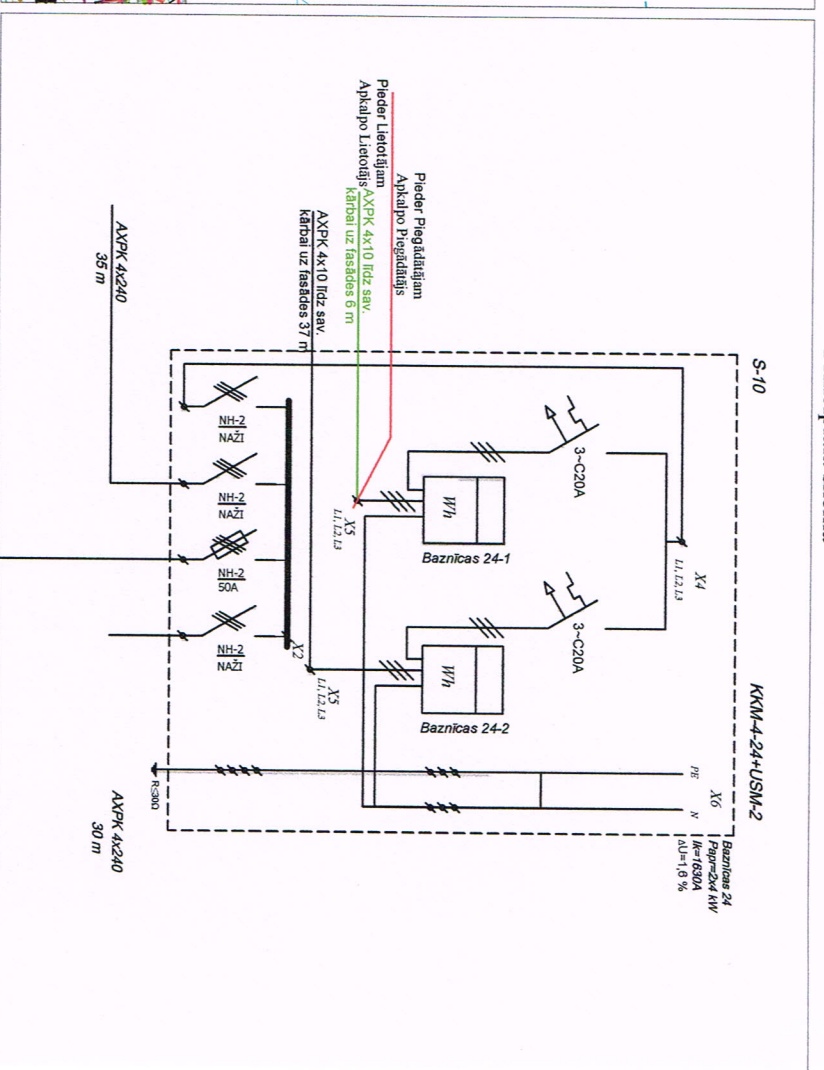 S-10
KKM-4-24+USM-2
Baznīcas 24
Papr=2x4 kW
Ik=1630A
ΔU=1,6 %
X4
L1, L2, L3
X6
PE
N
3~C20A
3~C20A
Wh
Baznīcas 24-1
Wh
Baznīcas 24-2
Pieder Piegādātājam
Apkalpo Piegādātājs
Pieder Lietotājam
Apkalpo Lietotājs
AXPK 4x10 līdz sav.
kārbai uz fasādes 6 m
AXPK 4x10 līdz sav.
kārbai uz fasādes 37 m
X5
L1, L2, L3
X5
L1, L2, L3
X2
NH-2
NAŽI
NH-2
NAŽI
NH-2
50A
NH-2
NAŽI
R≤30Ω
AXPK 4x240
35 m
AXPK 4x240
30 m